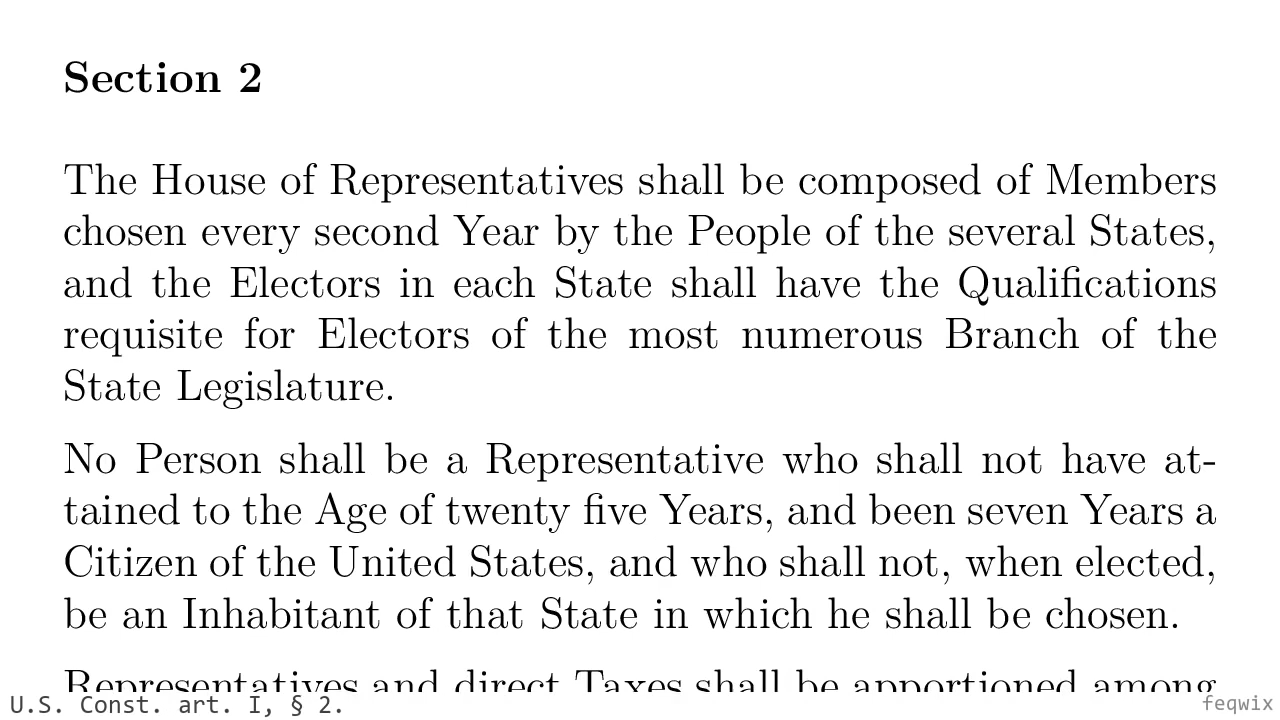 Section 2
The House of Representatives shall be composed of Members
chosen every second Year by the People of the several States,
and the Electors in each State shall have the Qualifications
requisite for Electors of the most numerous Branch of the
State Legislature.
No Person shall be a Representative who shall not have at-
tained to the Age of twenty five Years, and been seven Years a
Citizen of the United States, and who shall not, when elected,
be an Inhabitant of that State in which he shall be chosen.
Representatives and direct Taxes shall be apportioned among
U.S. Const. art. I, § 2.
feqwix